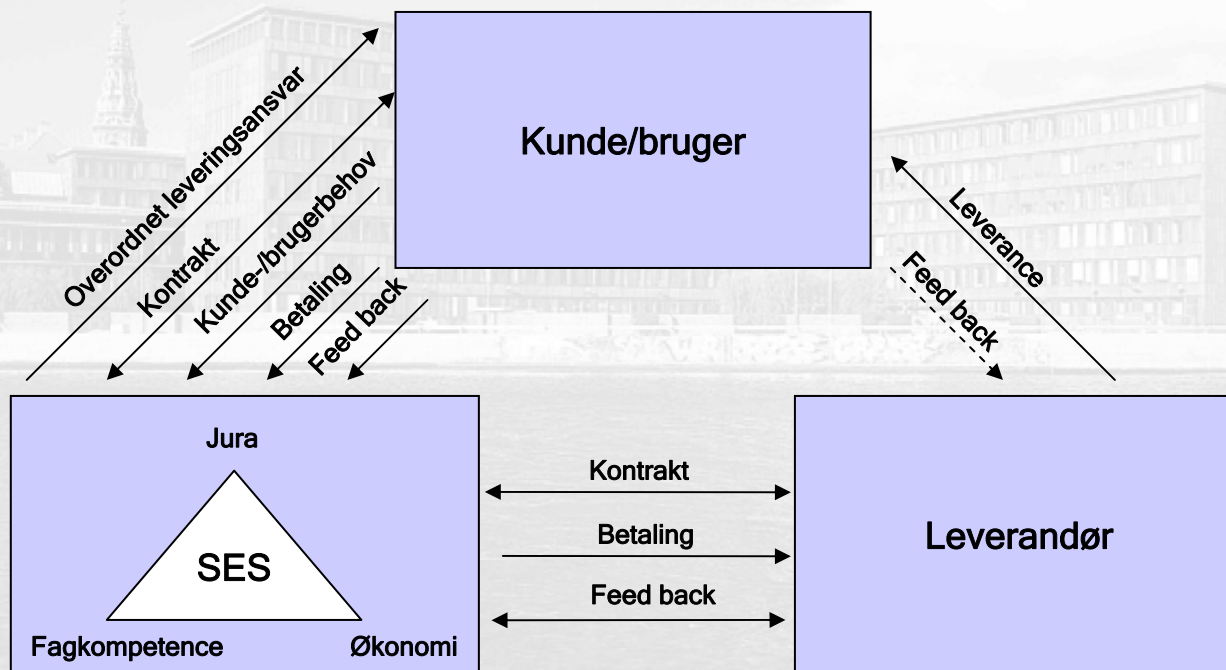 Kunde/bruger
Overordnet leveringsansvar
Kontrakt
Kunde-/brugerbehov
Betaling
Feed back
Leverance
Feed back
Jura
SES
Fagkompetence
Økonomi
Kontrakt
Betaling
Feed back
Leverandør